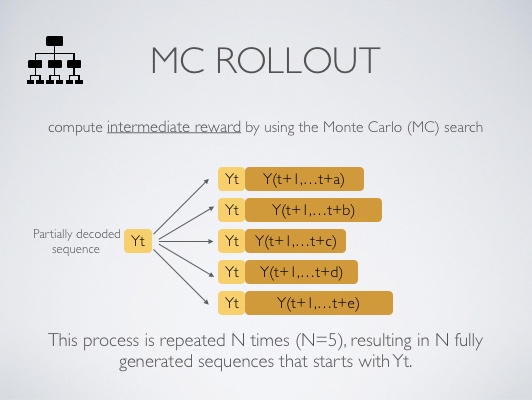 MC ROLLOUT
compute intermediate reward by using the Monte Carlo (MC) search
Partially decoded
sequence
Yt
Yt Y(t+1,...t+a)
Yt Y(t+1,...t+b)
Yt Y(t+1,...t+c)
Yt Y(t+1,...t+d)
Yt Y(t+1,...t+e)
This process is repeated N times (N=5), resulting in N fully
generated sequences that starts with Yt.